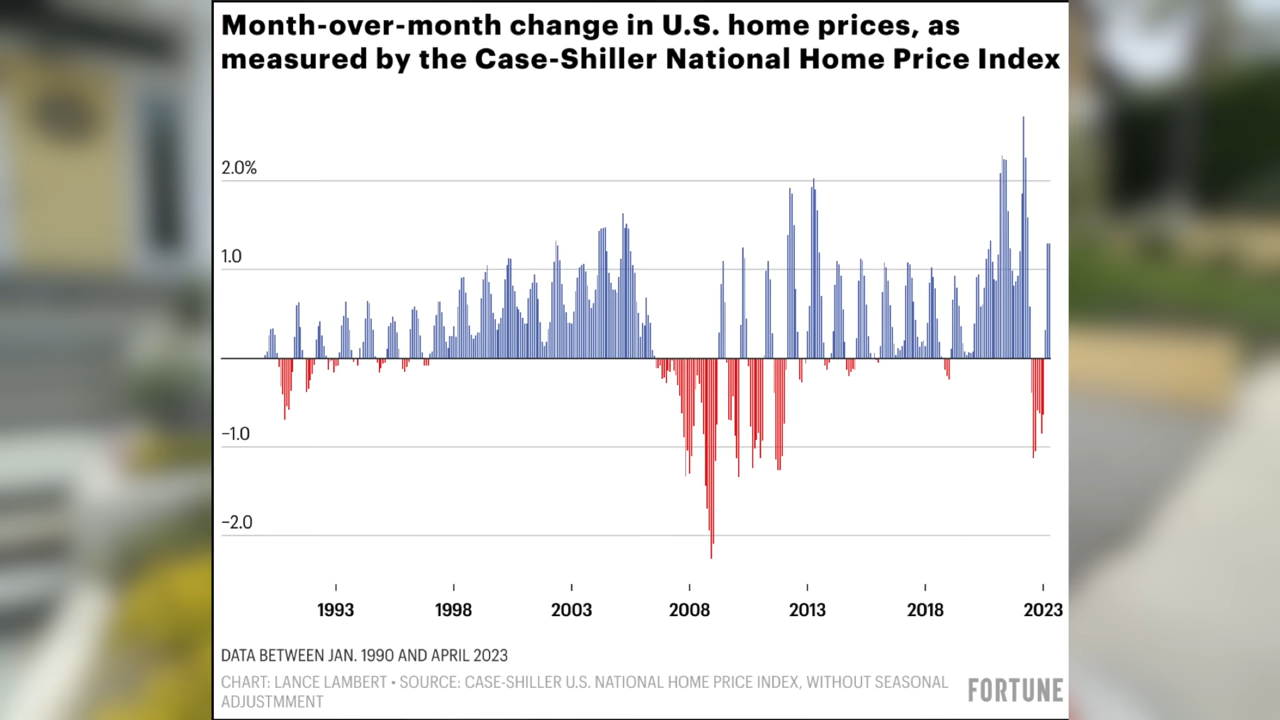 Month-over-month change in U.S. home prices, as
measured by the Case-Shiller National Home Price Index
2.0%
1.0
−1.0
−2.0
1993 1998 2003 2008 2013 2018 2023
DATA BETWEEN JAN. 1990 AND APRIL 2023
CHART: LANCE LAMBERT • SOURCE: CASE-SHILLER U.S. NATIONAL HOME PRICE INDEX, WITHOUT SEASONAL
ADJUSTMMENT
FORTUNE